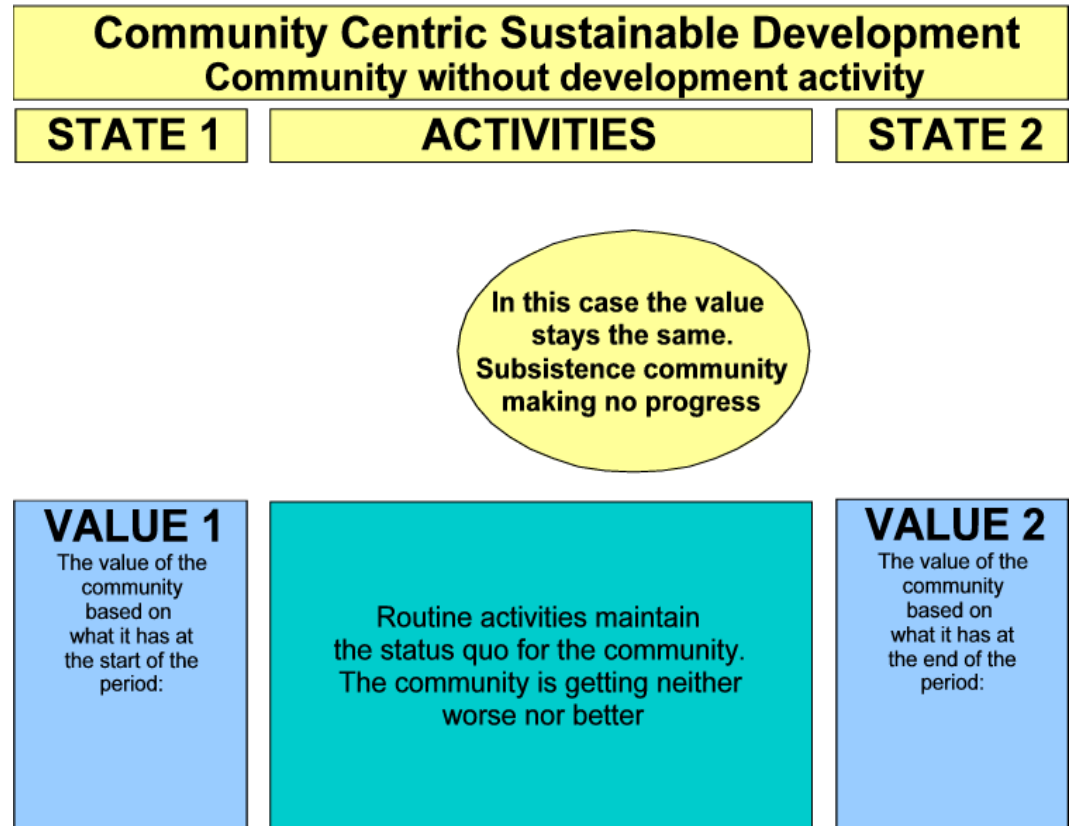 Community Centric Sustainable Development
Community without development activity
STATE 1
ACTIVITIES
STATE 2
In this case the value
stays the same.
Subsistence community
making no progress
VALUE 1
The value of the
community
based on
what it has at
the start of the
period:
Routine activities maintain
the status quo for the community.
The community is getting neither
worse nor better
VALUE 2
The value of the
community
based on
what it has at
the end of the
period: